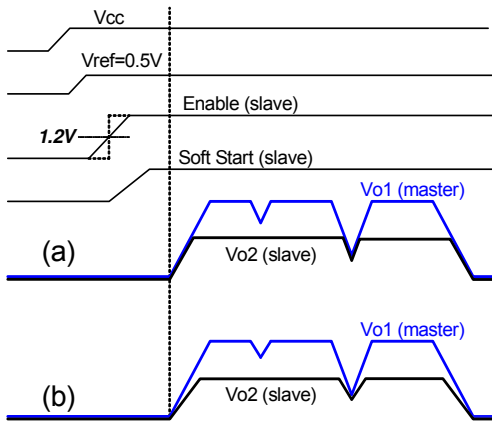 Vcc
Vref=0.5V
Enable (slave)
1.2V
Soft Start (slave)
Vo1 (master)
(a)
Vo2 (slave)
Vo1 (master)
(b)
Vo2 (slave)